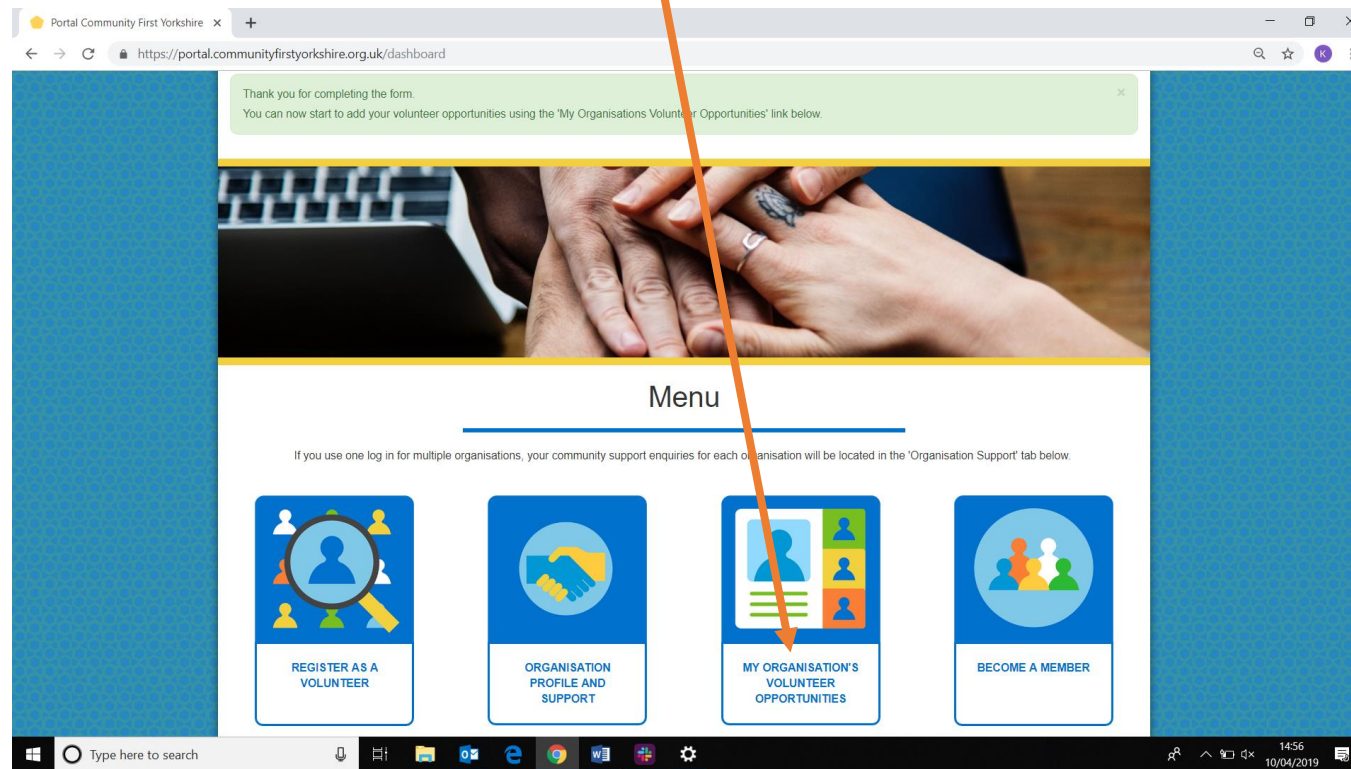 Portal Community First Yorkshire
https://portal.communityfirstyorkshire.org.uk/dashboard
K
Thank you for completing the form.
You can now start to add your volunteer opportunities using the 'My Organisations Volunteer Opportunities' link below.
Menu
If you use one log in for multiple organisations, your community support enquiries for each organisation will be located in the 'Organisation Support' tab below.
REGISTER AS A
VOLUNTEER
ORGANISATION
PROFILE AND
SUPPORT
MY ORGANISATION'S
VOLUNTEER
OPPORTUNITIES
BECOME A MEMBER
Type here to search
14:56
10/04/2019